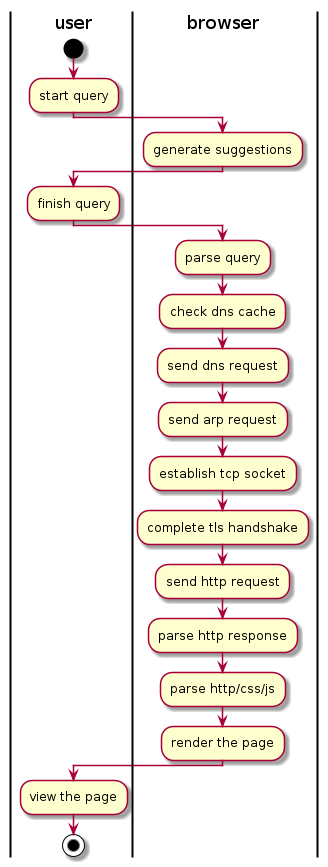 user
browser
start query
generate suggestions
finish query
parse query
check dns cache
send dns request
send arp request
establish tcp socket
complete tls handshake
send http request
parse http response
parse http/css/js
render the page
view the page